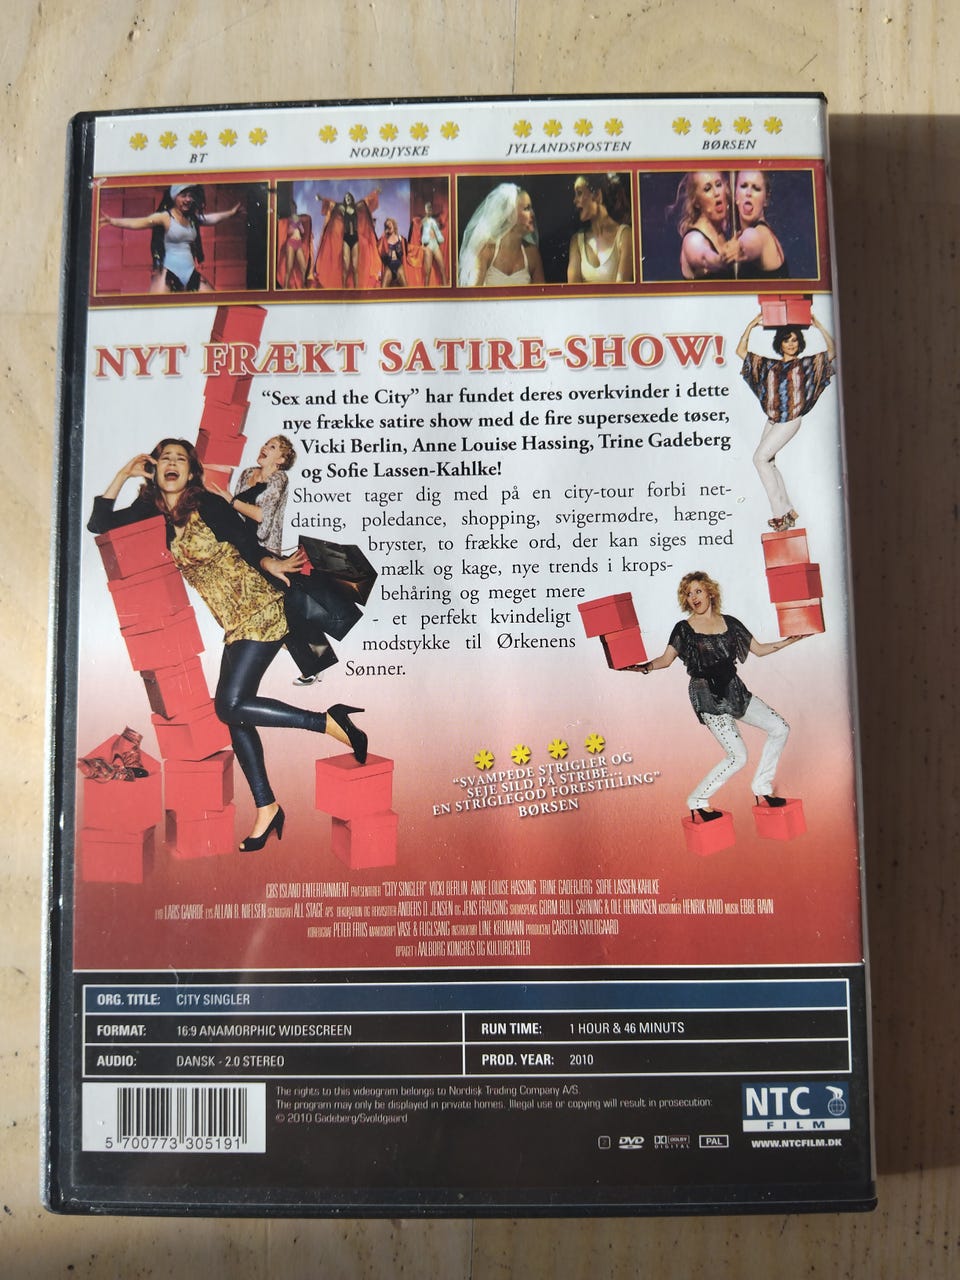 BT
NORDJYSKE
JYLLANDSPOSTEN
BØRSEN
NYT FRÆKT SATIRE-SHOW!
“Sex and the City” har fundet deres overkvinder i dette
nye frække satire show med de fire supersexede tøser,
Vicki Berlin, Anne Louise Hassing, Trine Gadeberg
og Sofie Lassen-Kahlke!
Showet tager dig med på en city-tour forbi net-
dating, poledance, shopping, svigermødre, hænge-
bryster, to frække ord, der kan siges med
mælk og kage, nye trends i krops-
behåring og meget mere
- et perfekt kvindeligt
modstykke til Ørkenens
Sønner.
“SVAMPEDE STRIGLER OG
SEJE SILD PÅ STRIBE...
EN STRIGLEGOD FORESTILLING”
BØRSEN
CBS ISLAND ENTERTAINMENT PRÆSENTERER "CITY SINGLER" VICKI BERLIN ANNE LOUISE HASSING TRINE GADEBJERG SOFIE LASSEN-KAHLKE
LYD LARS GAARDE LYS ALLAN B. NIELSEN SCENOGRAFI ALL STAGE APS DEKORATION OG REKVISITTER ANDERS D. JENSEN OG JENS FRAUSING GORM BULL SARNING & OLE HENRIKSEN KOSTUMER HENRIK HVIID MUSIK EBBE RAVN
KOREOGRAF PETER FRIIS MANUSKRIPT VASE & FUGLSANG INSTRUKTØR LINE KROMANN PRODUCENT CARSTEN SVOLDGAARD
OPTAGET I AALBORG KONGRES OG KULTURCENTER
ORG. TITLE: CITY SINGLER
FORMAT: 16:9 ANAMORPHIC WIDESCREEN
RUN TIME: 1 HOUR & 46 MINUTS
AUDIO: DANSK - 2.0 STEREO
PROD. YEAR: 2010
5 700773 305191
The rights to this videogram belongs to Nordisk Trading Company A/S.
The program may only be displayed in private homes. Illegal use or copying will result in prosecution:
© 2010 Gadeberg/Svoldgaard
2 DVD DOLBY DIGITAL PAL
NTC
FILM
WWW.NTCFILM.DK